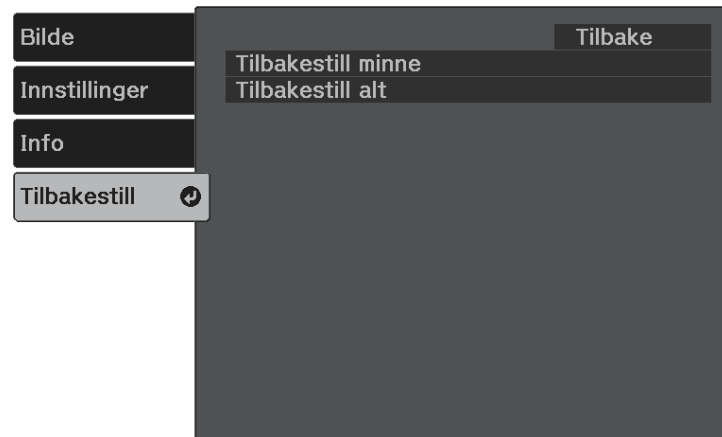 Bilde
Innstillinger
Info
Tilbakestill
Tilbake
Tilbakestill minne
Tilbakestill alt